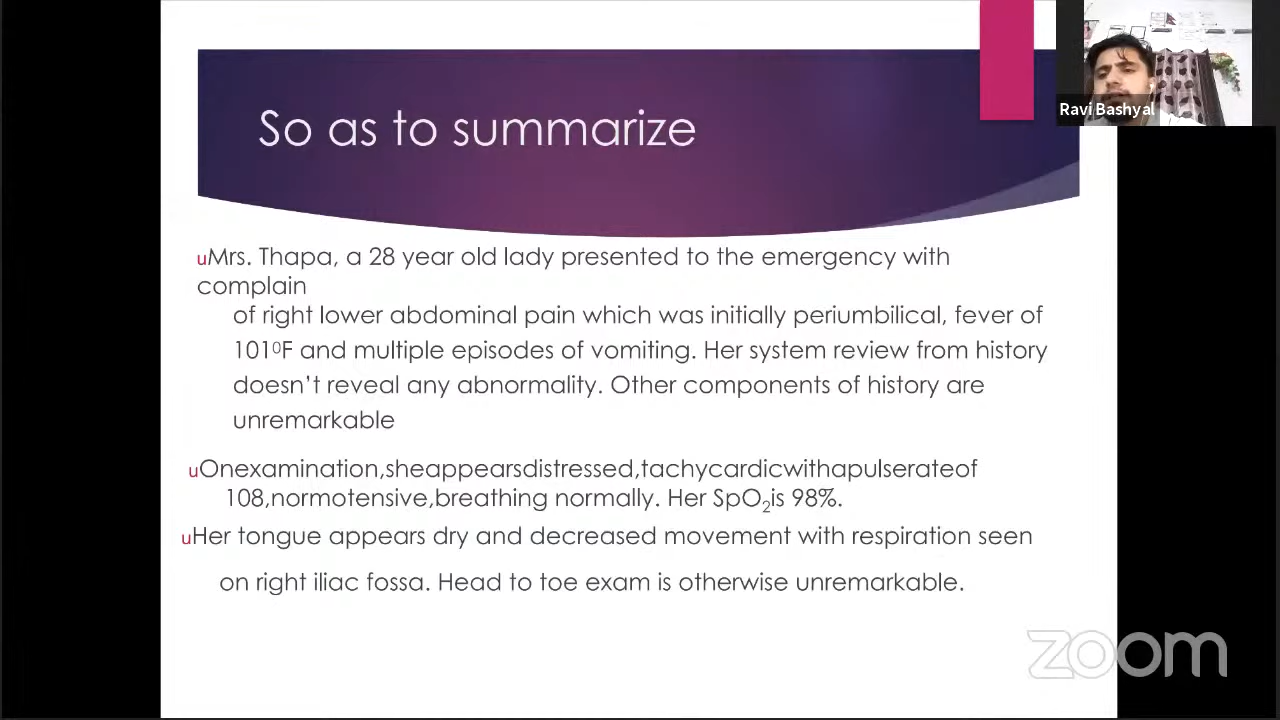 So as to summarize
Ravi Bashyal
uMrs. Thapa, a 28 year old lady presented to the emergency with
complain
of right lower abdominal pain which was initially periumbilical, fever of
101⁰F and multiple episodes of vomiting. Her system review from history
doesn't reveal any abnormality. Other components of history are
unremarkable
uOnexamination,sheappearsdistressed,tachycardicwithapulserateof
108,normotensive,breathing normally. Her SpO₂is 98%.
uHer tongue appears dry and decreased movement with respiration seen
on right iliac fossa. Head to toe exam is otherwise unremarkable.
zoom